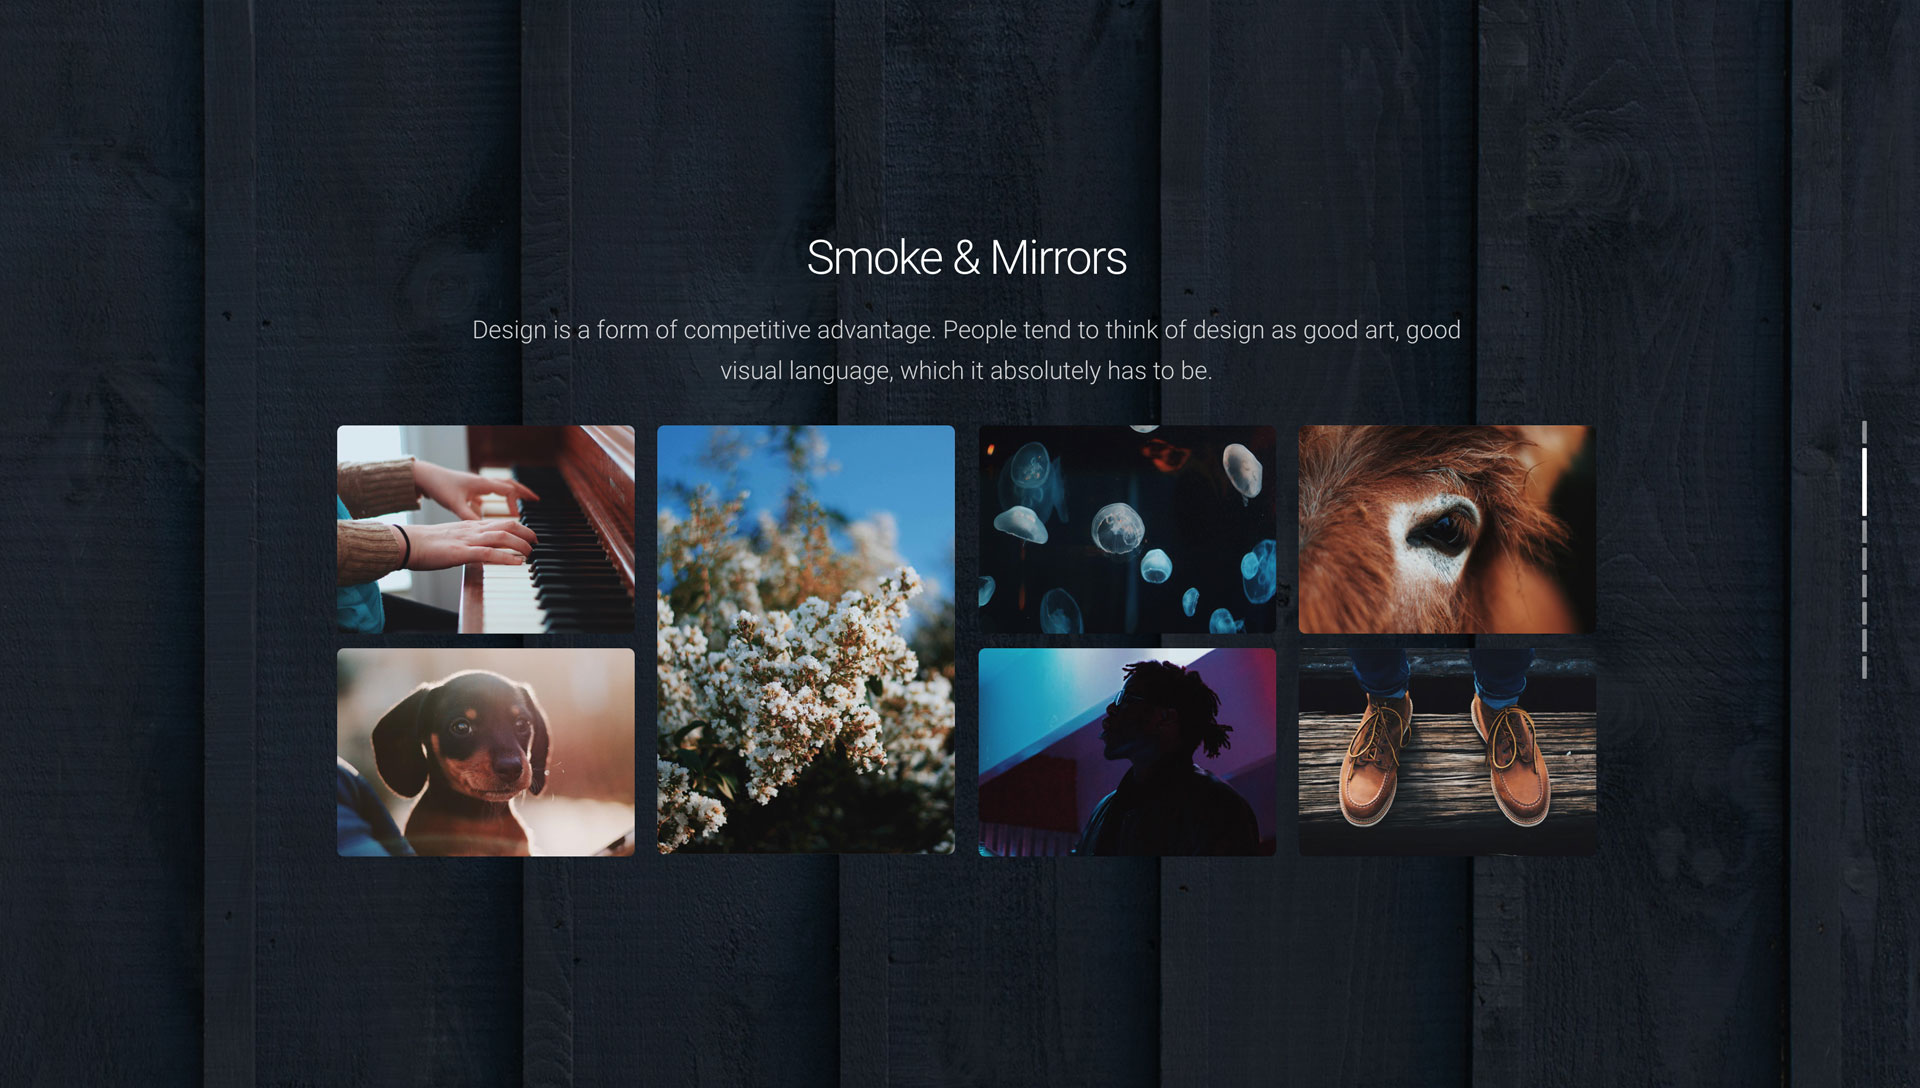 Smoke & Mirrors
Design is a form of competitive advantage. People tend to think of design as good art, good
visual language, which it absolutely has to be.